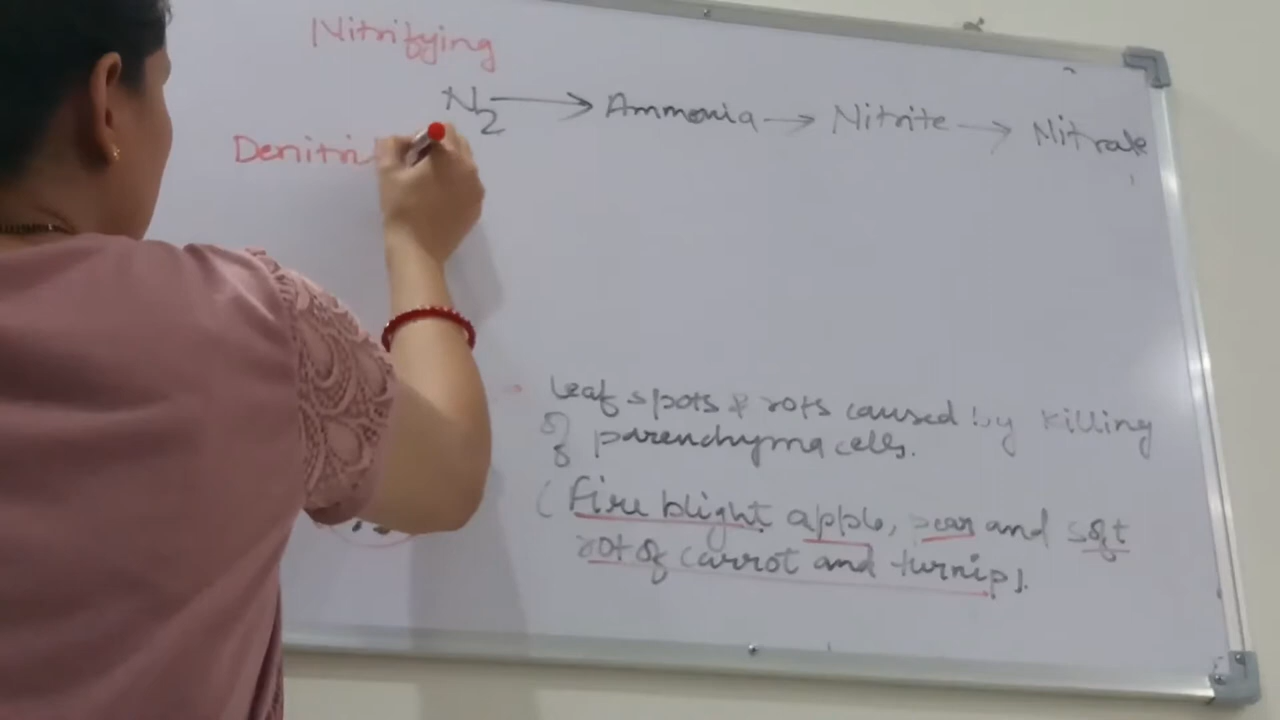 Nitrifying
N2 → Ammonia → Nitrite → Nitrate
Denitri
leaf spots & rots caused by killing
of parenchyma cells.
(Fire blight apple, pear and soft
rot of carrot and turnip).